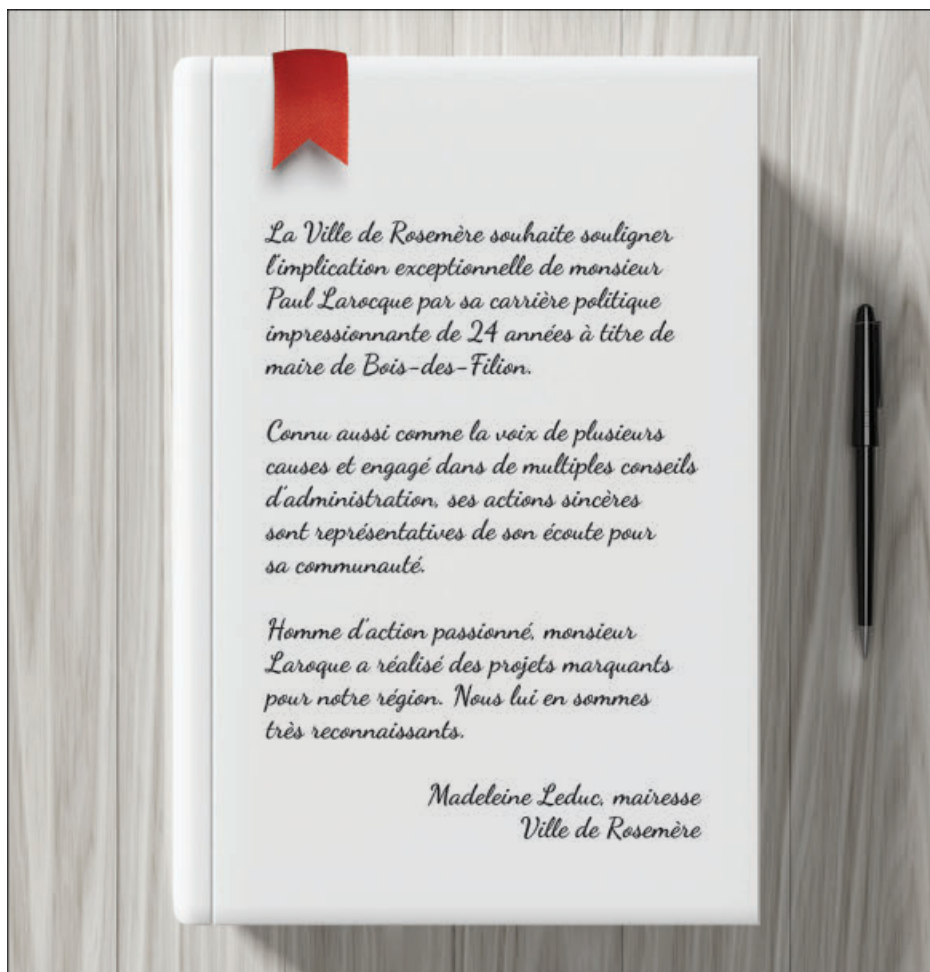 La Ville de Rosemère souhaite souligner
l'implication exceptionnelle de monsieur
Paul Larocque par sa carrière politique
impressionnante de 24 années à titre de
maire de Bois-des-Filion.
Connu aussi comme la voix de plusieurs
causes et engagé dans de multiples conseils
d'administration, ses actions sincères
sont représentatives de son écoute pour
sa communauté.
Homme d'action passionné, monsieur
Laroque a réalisé des projets marquants
pour notre région. Nous lui en sommes
très reconnaissants.
Madeleine Leduc, mairesse
Ville de Rosemère